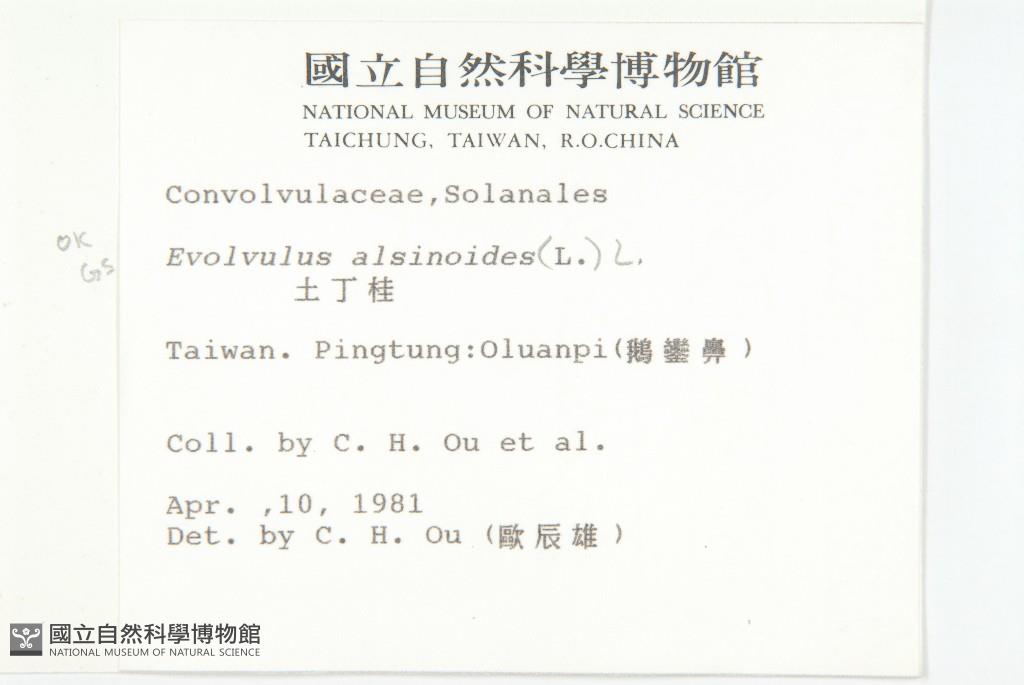 國立自然科學博物館
NATIONAL MUSEUM OF NATURAL SCIENCE
TAICHUNG, TAIWAN, R.O.CHINA
Convolvulaceae,Solanales
OK
GS
Evolvulus alsinoides(L.) L.
土丁桂
Taiwan. Pingtung:Oluanpi(鵝鑾鼻)
Coll. by C. H. Ou et al.
Apr. ,10, 1981
Det. by C. H. Ou (歐辰雄)
國立自然科學博物館
NATIONAL MUSEUM OF NATURAL SCIENCE